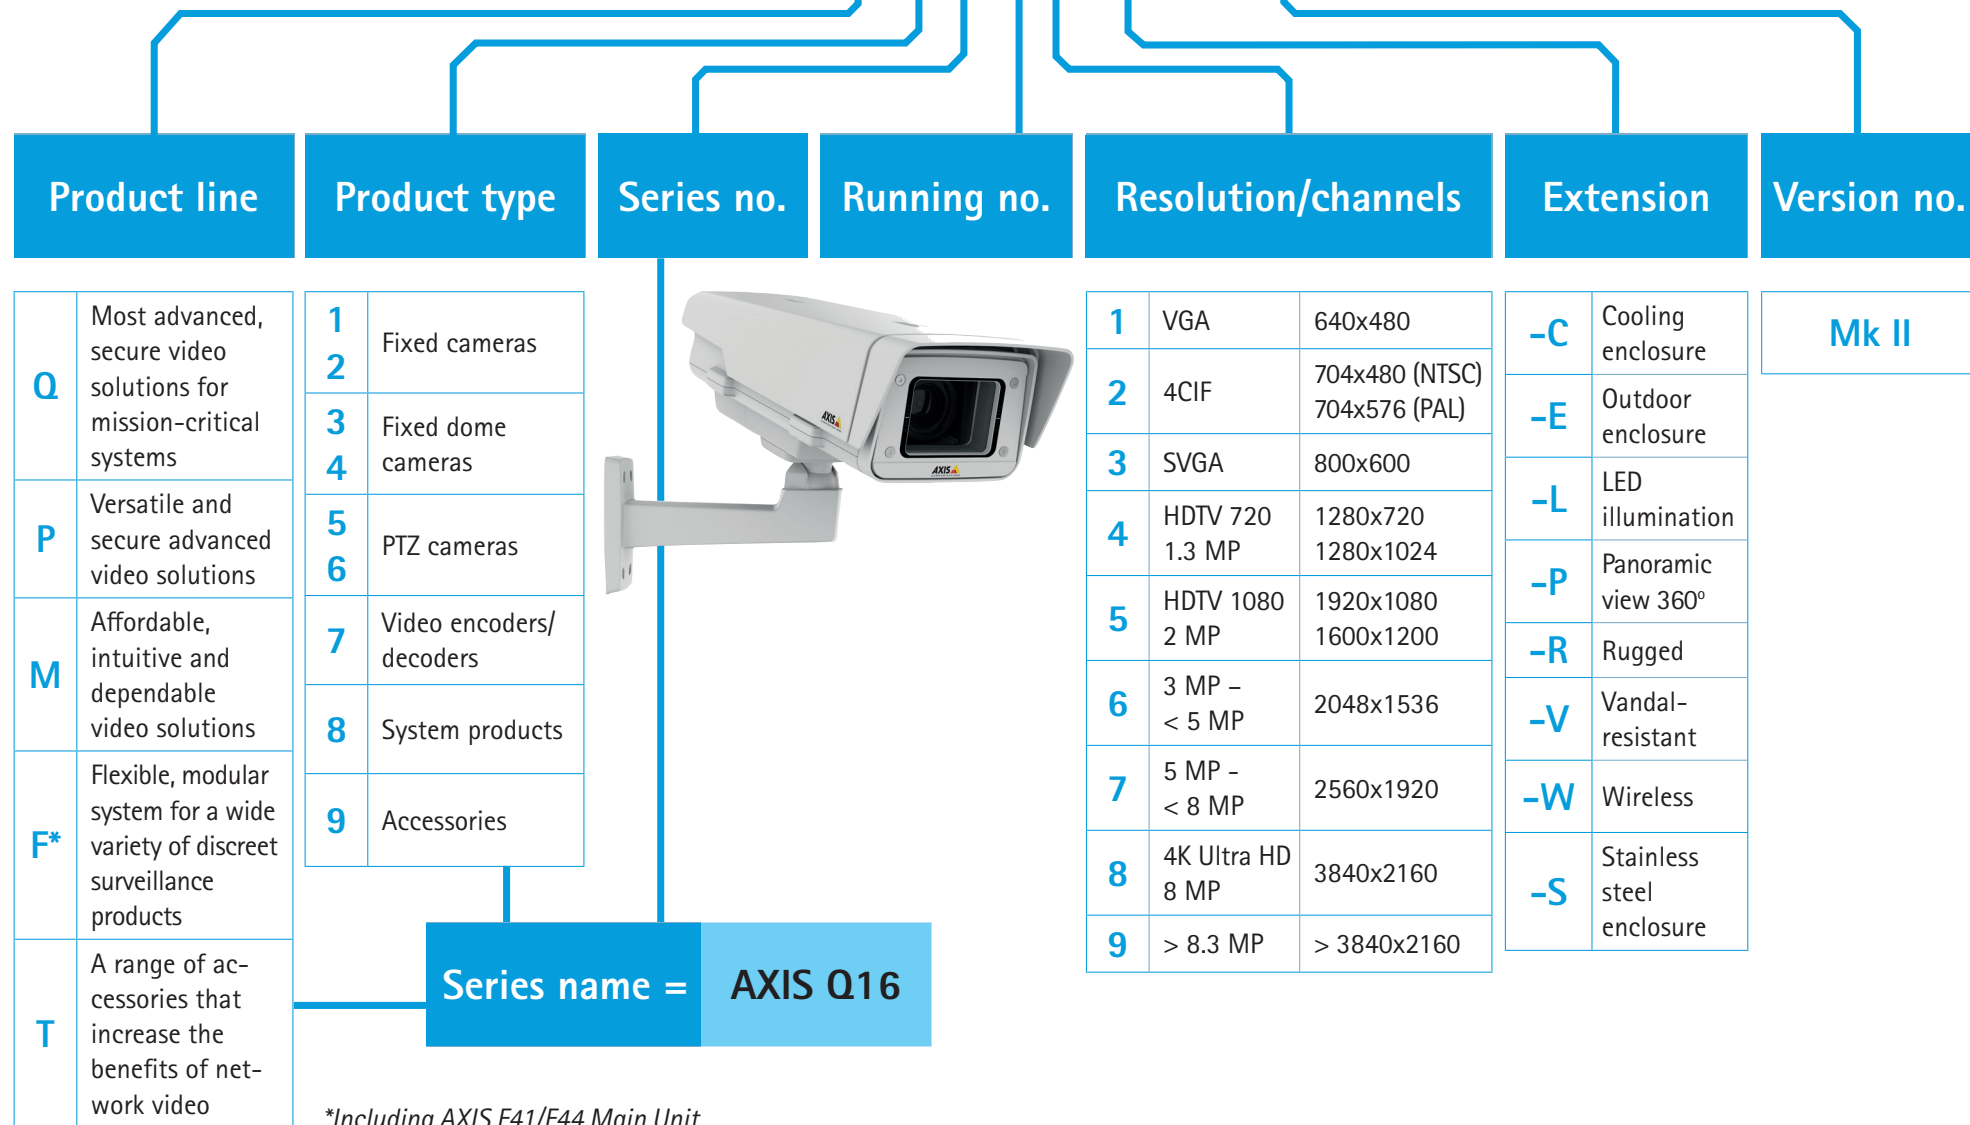 Product line
Product type
Series no.
Running no.
Resolution/channels
Extension
Version no.
Q
Most advanced,
secure video
solutions for
mission-critical
systems
P
Versatile and
secure advanced
video solutions
M
Affordable,
intuitive and
dependable
video solutions
F*
Flexible, modular
system for a wide
variety of discreet
surveillance
products
T
A range of ac-
cessories that
increase the
benefits of net-
work video
1
2
Fixed cameras
3
4
Fixed dome
cameras
5
6
PTZ cameras
7
Video encoders/
decoders
8
System products
9
Accessories
AXIS
AXIS
Series name =
AXIS Q16
*Including AXIS F41/F44 Main Unit
1
VGA
640x480
2
4CIF
704x480 (NTSC)
704x576 (PAL)
3
SVGA
800x600
4
HDTV 720
1.3 MP
1280x720
1280x1024
5
HDTV 1080
2 MP
1920x1080
1600x1200
6
3 MP –
< 5 MP
2048x1536
7
5 MP -
< 8 MP
2560x1920
8
4K Ultra HD
8 MP
3840x2160
9
> 8.3 MP
> 3840x2160
-C
Cooling
enclosure
-E
Outdoor
enclosure
-L
LED
illumination
-P
Panoramic
view 360º
-R
Rugged
-V
Vandal-
resistant
-W
Wireless
-S
Stainless
steel
enclosure
Mk II